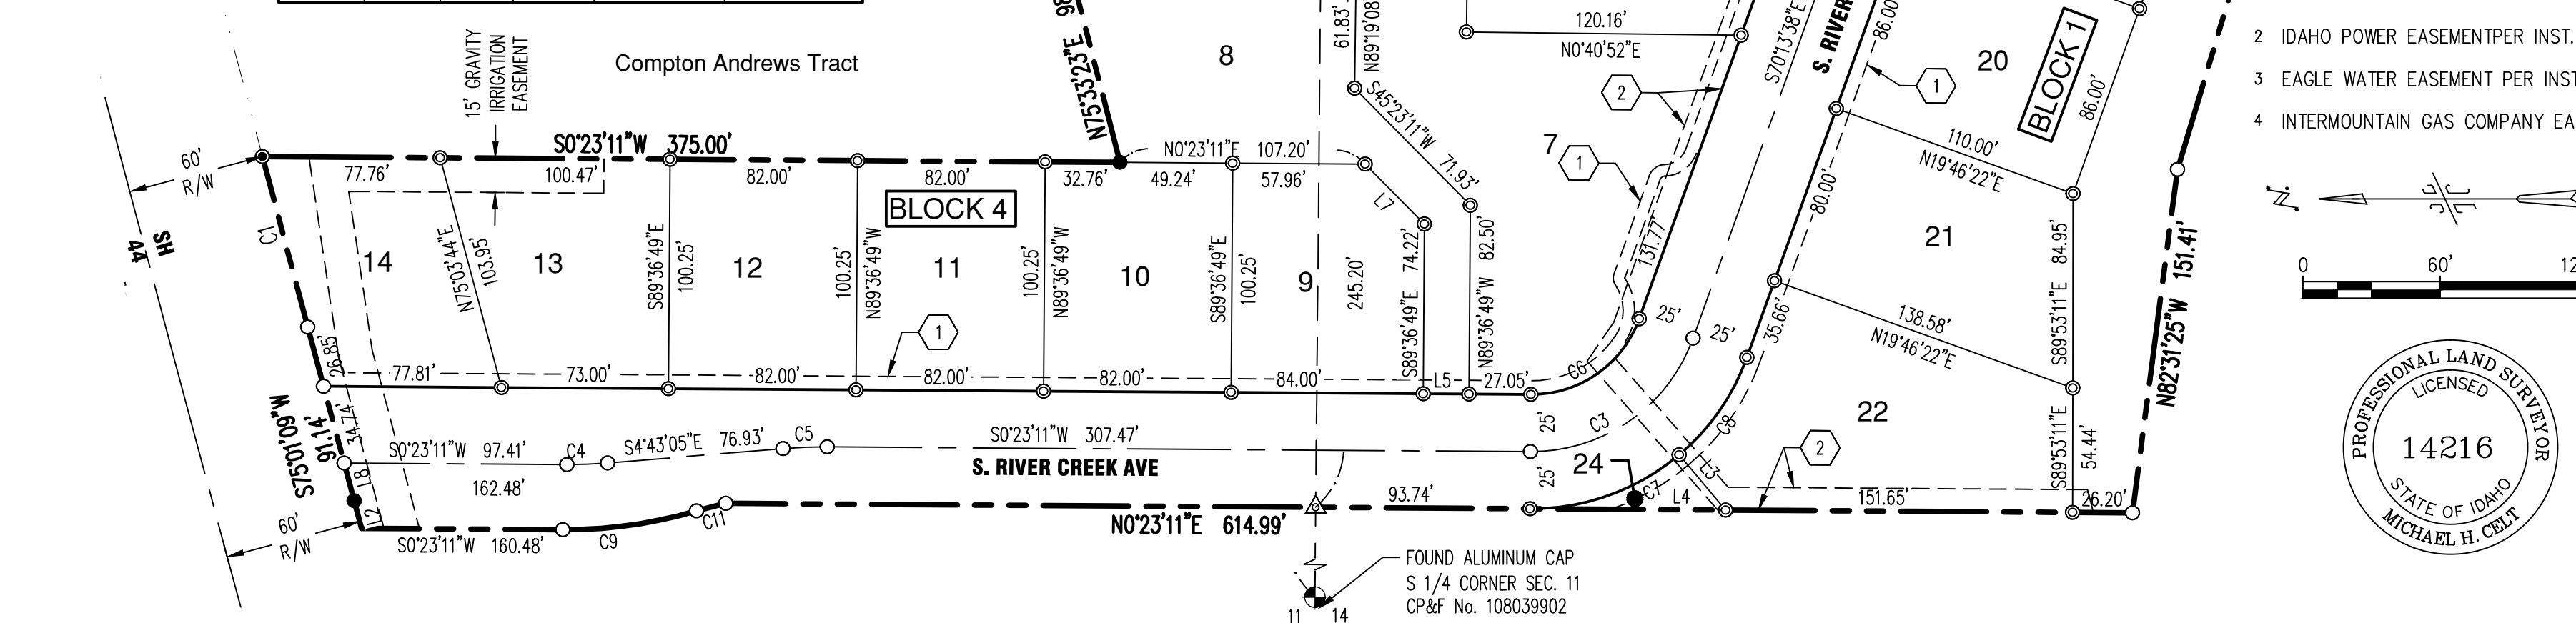 Compton Andrews Tract
15' GRAVITY
IRRIGATION
EASEMENT
S0°23'11"W 375.00'
N75°33'23"E
8
61.83'
120.16'
N0°40'52"E
S70°13'38"E
S. RIVER
86.00'
20
BLOCK 1
86.00'
2 IDAHO POWER EASEMENTPER INST.
3 EAGLE WATER EASEMENT PER INST
4 INTERMOUNTAIN GAS COMPANY EA
60'
R/W
SH
44
C1
77.76'
100.47'
82.00'
82.00'
32.76'
N0°23'11"E 107.20'
49.24'
57.96'
S45°23'11"W 71.93'
L7
BLOCK 4
14
N75°03'44"E
103.95'
13
S89°36'49"E
100.25'
12
100.25'
N89°36'49"W
11
100.25'
N89°36'49"W
10
S89°36'49"E
100.25'
9
245.20'
S89°36'49"E 74.22'
N89°36'49"W 82.50'
7
1
2
1
131.77'
25'
25'
80.00'
35.66'
110.00'
N19°46'22"E
21
138.58'
N19°46'22"E
S89°53'11"E 84.95'
22
S89°53'11"E
54.44'
N82°31'25"W 151.41'
0
60'
26.85'
77.81'
73.00'
82.00'
82.00'
82.00'
84.00'
L5
27.05'
1
C6
C3
C8
S75°01'09"W
91.14'
34.74'
L8
L2
S0°23'11"W 97.41'
C4
S4°43'05"E 76.93'
C5
S0°23'11"W 307.47'
S. RIVER CREEK AVE
162.48'
25'
25'
24
C7
L3
L4
2
151.65'
26.20'
93.74'
N0°23'11"E 614.99'
60'
R/W
S0°23'11"W 160.48'
C9
C11
FOUND ALUMINUM CAP
S 1/4 CORNER SEC. 11
CP&F No. 108039902
11
14
PROFESSIONAL LAND SURVEYOR
LICENSED
14216
STATE OF IDAHO
MICHAEL H. CELT